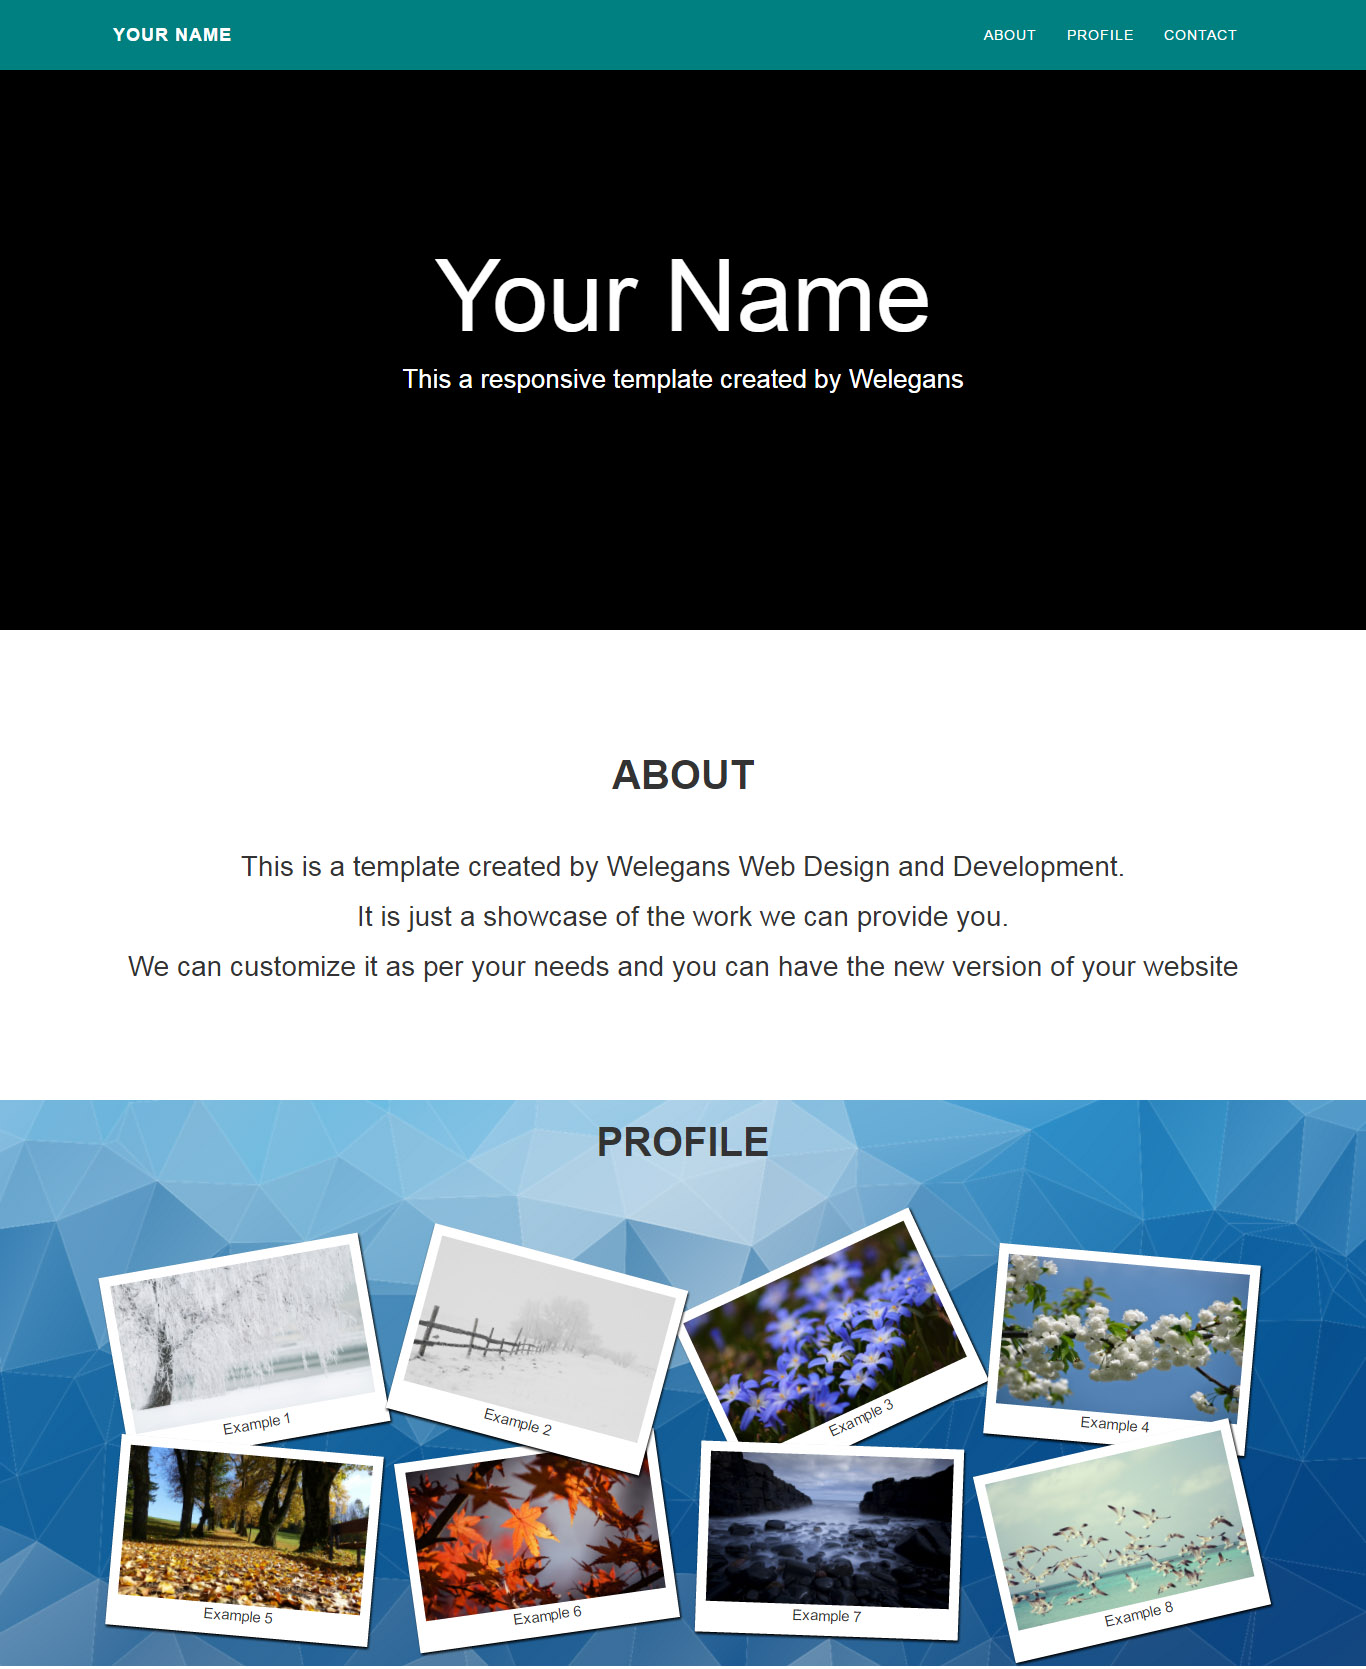 YOUR NAME
ABOUT PROFILE CONTACT
Your Name
This a responsive template created by Welegans
ABOUT
This is a template created by Welegans Web Design and Development.
It is just a showcase of the work we can provide you.
We can customize it as per your needs and you can have the new version of your website
PROFILE
Example 1
Example 2
Example 3
Example 4
Example 5
Example 6
Example 7
Example 8